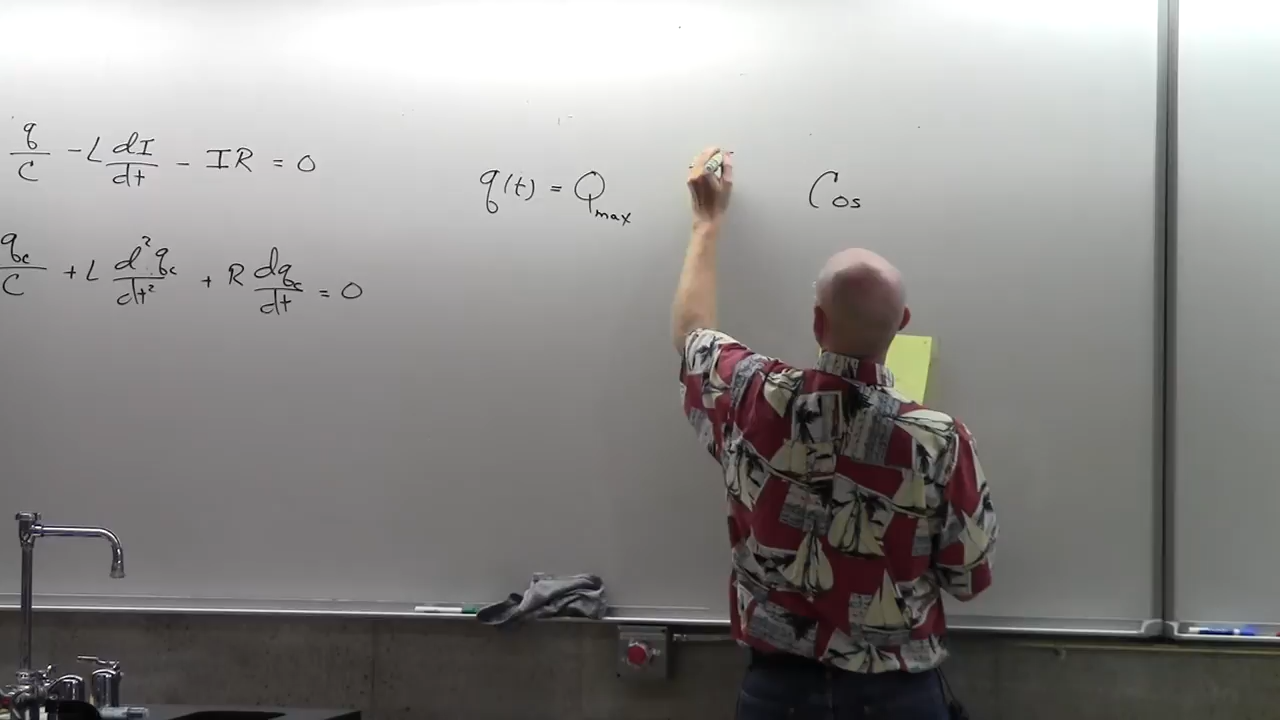 q/C - L dI/dt - IR = 0
q(t) = Q_max Cos
q_c/C + L d²q_c/dt² + R dq_c/dt = 0